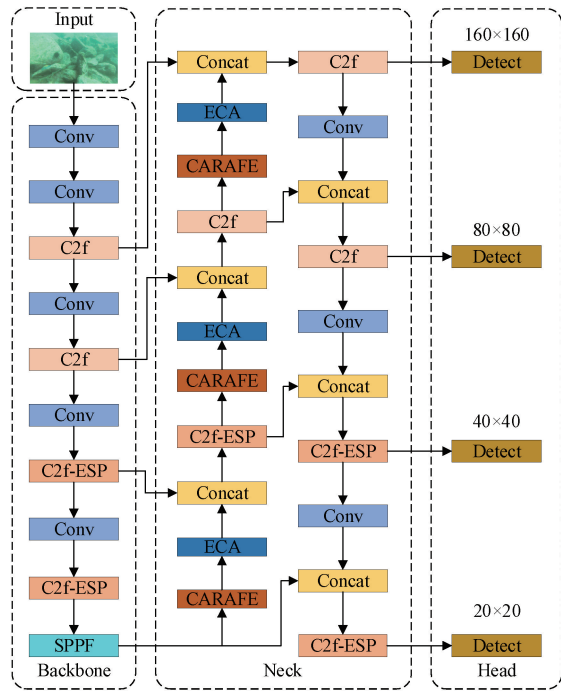 Input
Conv
Conv
C2f
Conv
C2f
Conv
C2f-ESP
Conv
C2f-ESP
SPPF
Backbone
Concat
ECA
CARAFE
C2f
Concat
ECA
CARAFE
C2f-ESP
Concat
ECA
CARAFE
C2f
Conv
Concat
C2f
Conv
Concat
C2f-ESP
Conv
Concat
C2f-ESP
Neck
160×160
Detect
80×80
Detect
40×40
Detect
20×20
Detect
Head